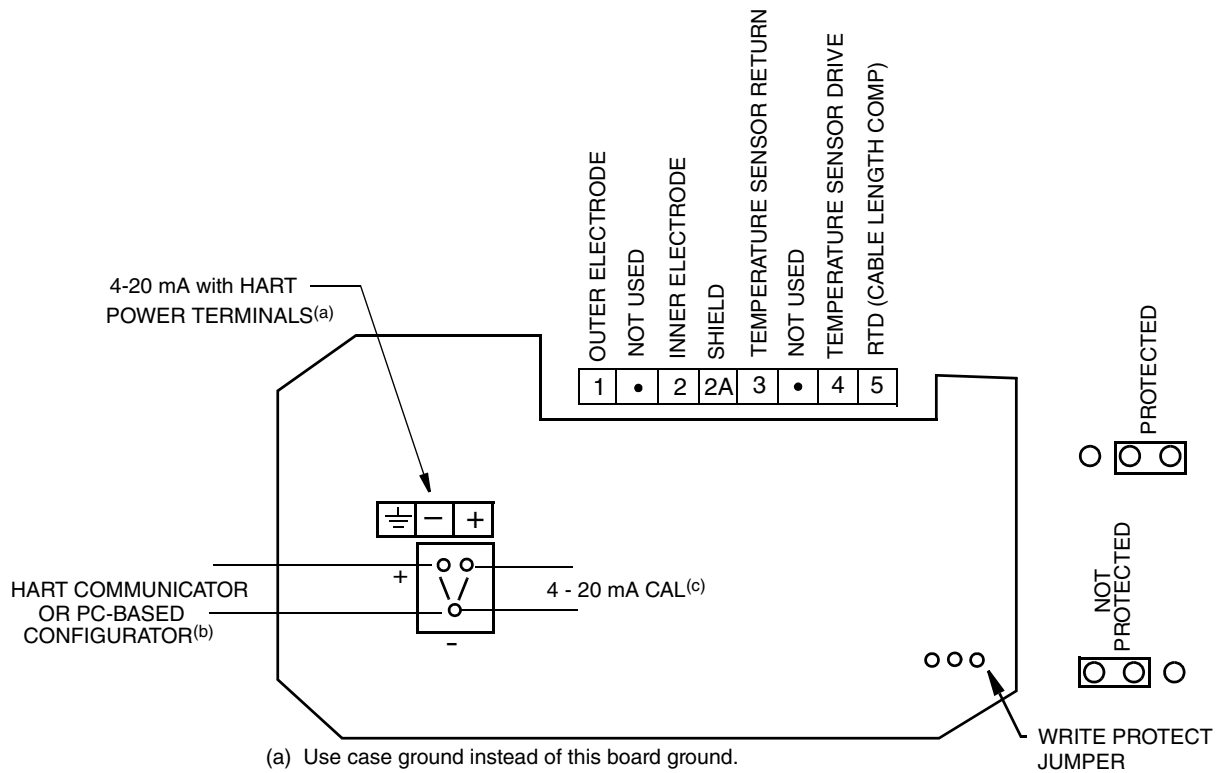 OUTER ELECTRODE
NOT USED
INNER ELECTRODE
SHIELD
TEMPERATURE SENSOR RETURN
NOT USED
TEMPERATURE SENSOR DRIVE
RTD (CABLE LENGTH COMP)
1 • 2 2A 3 • 4 5
4-20 mA with HART
POWER TERMINALS(a)
− +
+
-
HART COMMUNICATOR
OR PC-BASED
CONFIGURATOR(b)
4 - 20 mA CAL(c)
PROTECTED
NOT
PROTECTED
WRITE PROTECT
JUMPER
(a) Use case ground instead of this board ground.